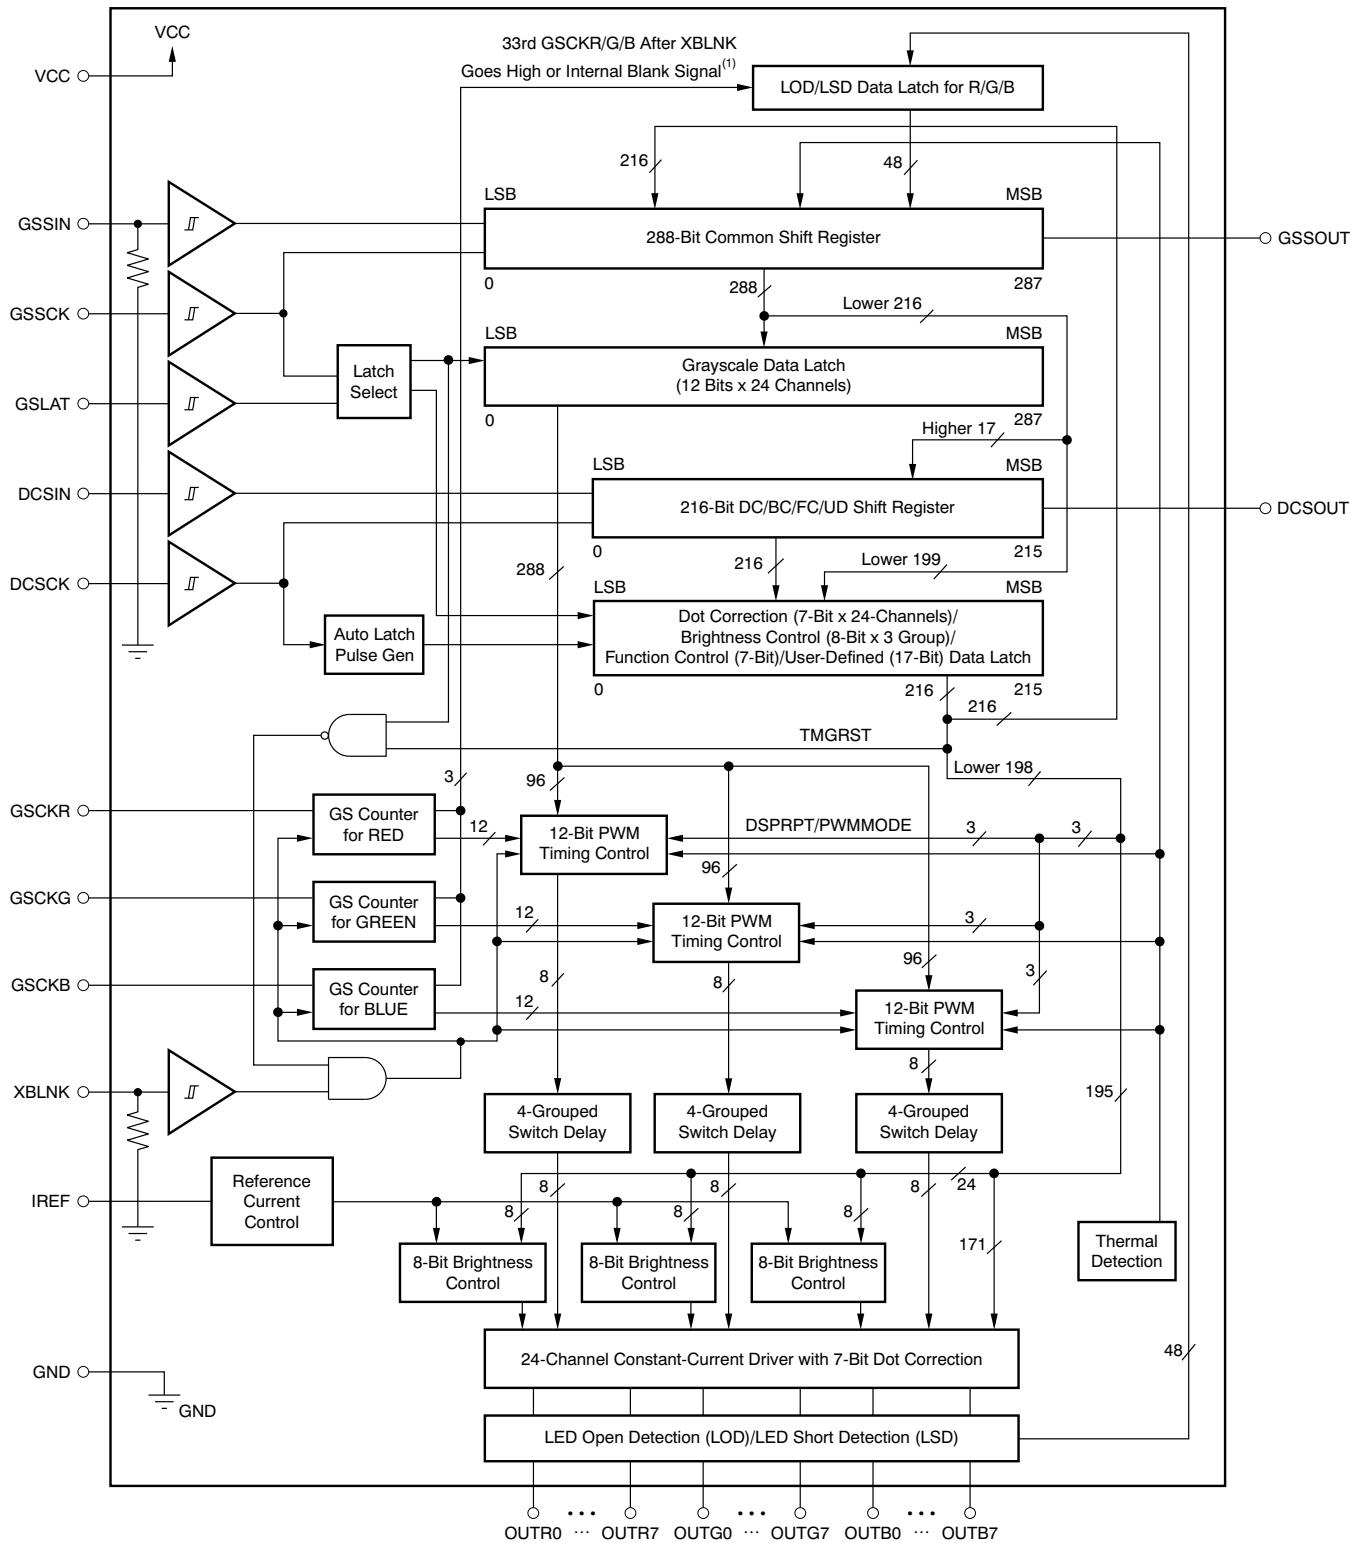 VCC
VCC
33rd GSCKR/G/B After XBLNK
Goes High or Internal Blank Signal(1)
LOD/LSD Data Latch for R/G/B
216
48
LSB
MSB
GSSIN
288-Bit Common Shift Register
GSSOUT
0
287
288
Lower 216
GSSCK
LSB
MSB
Latch
Select
Grayscale Data Latch
(12 Bits x 24 Channels)
GSLAT
0
287
Higher 17
LSB
MSB
DCSIN
216-Bit DC/BC/FC/UD Shift Register
DCSOUT
0
215
288
216
Lower 199
DCSCK
LSB
MSB
Auto Latch
Pulse Gen
Dot Correction (7-Bit x 24-Channels)/
Brightness Control (8-Bit x 3 Group)/
Function Control (7-Bit)/User-Defined (17-Bit) Data Latch
0
216
215
216
TMGRST
Lower 198
3
96
GSCKR
GS Counter
for RED
12
12-Bit PWM
Timing Control
DSPRPT/PWMMODE
3
3
96
GSCKG
GS Counter
for GREEN
12
12-Bit PWM
Timing Control
3
96
3
8
8
GSCKB
GS Counter
for BLUE
12
12-Bit PWM
Timing Control
8
XBLNK
195
4-Grouped
Switch Delay
4-Grouped
Switch Delay
4-Grouped
Switch Delay
IREF
Reference
Current
Control
8
8
8
24
8
8
8
171
8-Bit Brightness
Control
8-Bit Brightness
Control
8-Bit Brightness
Control
Thermal
Detection
GND
GND
24-Channel Constant-Current Driver with 7-Bit Dot Correction
48
LED Open Detection (LOD)/LED Short Detection (LSD)
OUTR0 ... OUTR7 OUTG0 ... OUTG7 OUTB0 ... OUTB7